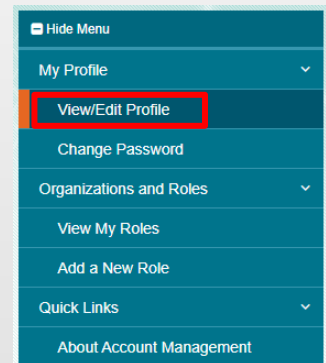 Hide Menu
My Profile
View/Edit Profile
Change Password
Organizations and Roles
View My Roles
Add a New Role
Quick Links
About Account Management